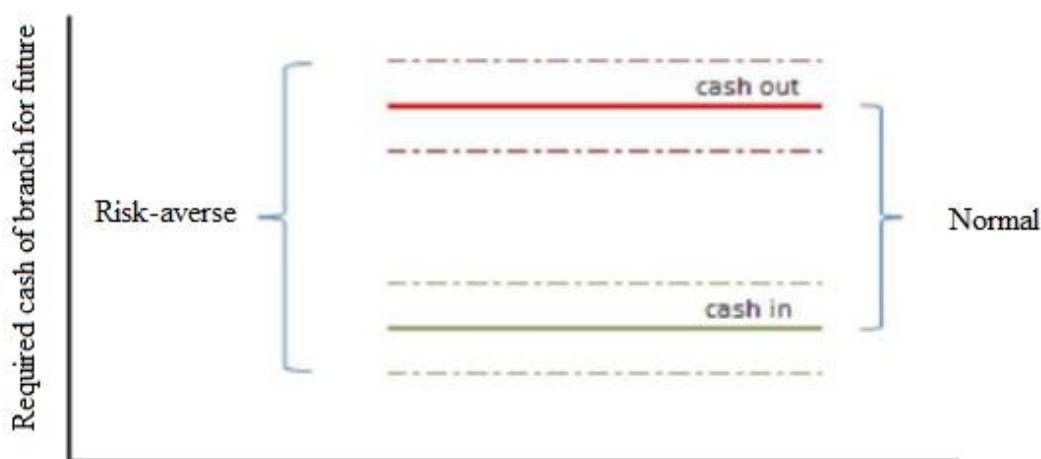 Required cash of branch for future
cash out
Risk-averse
Normal
cash in